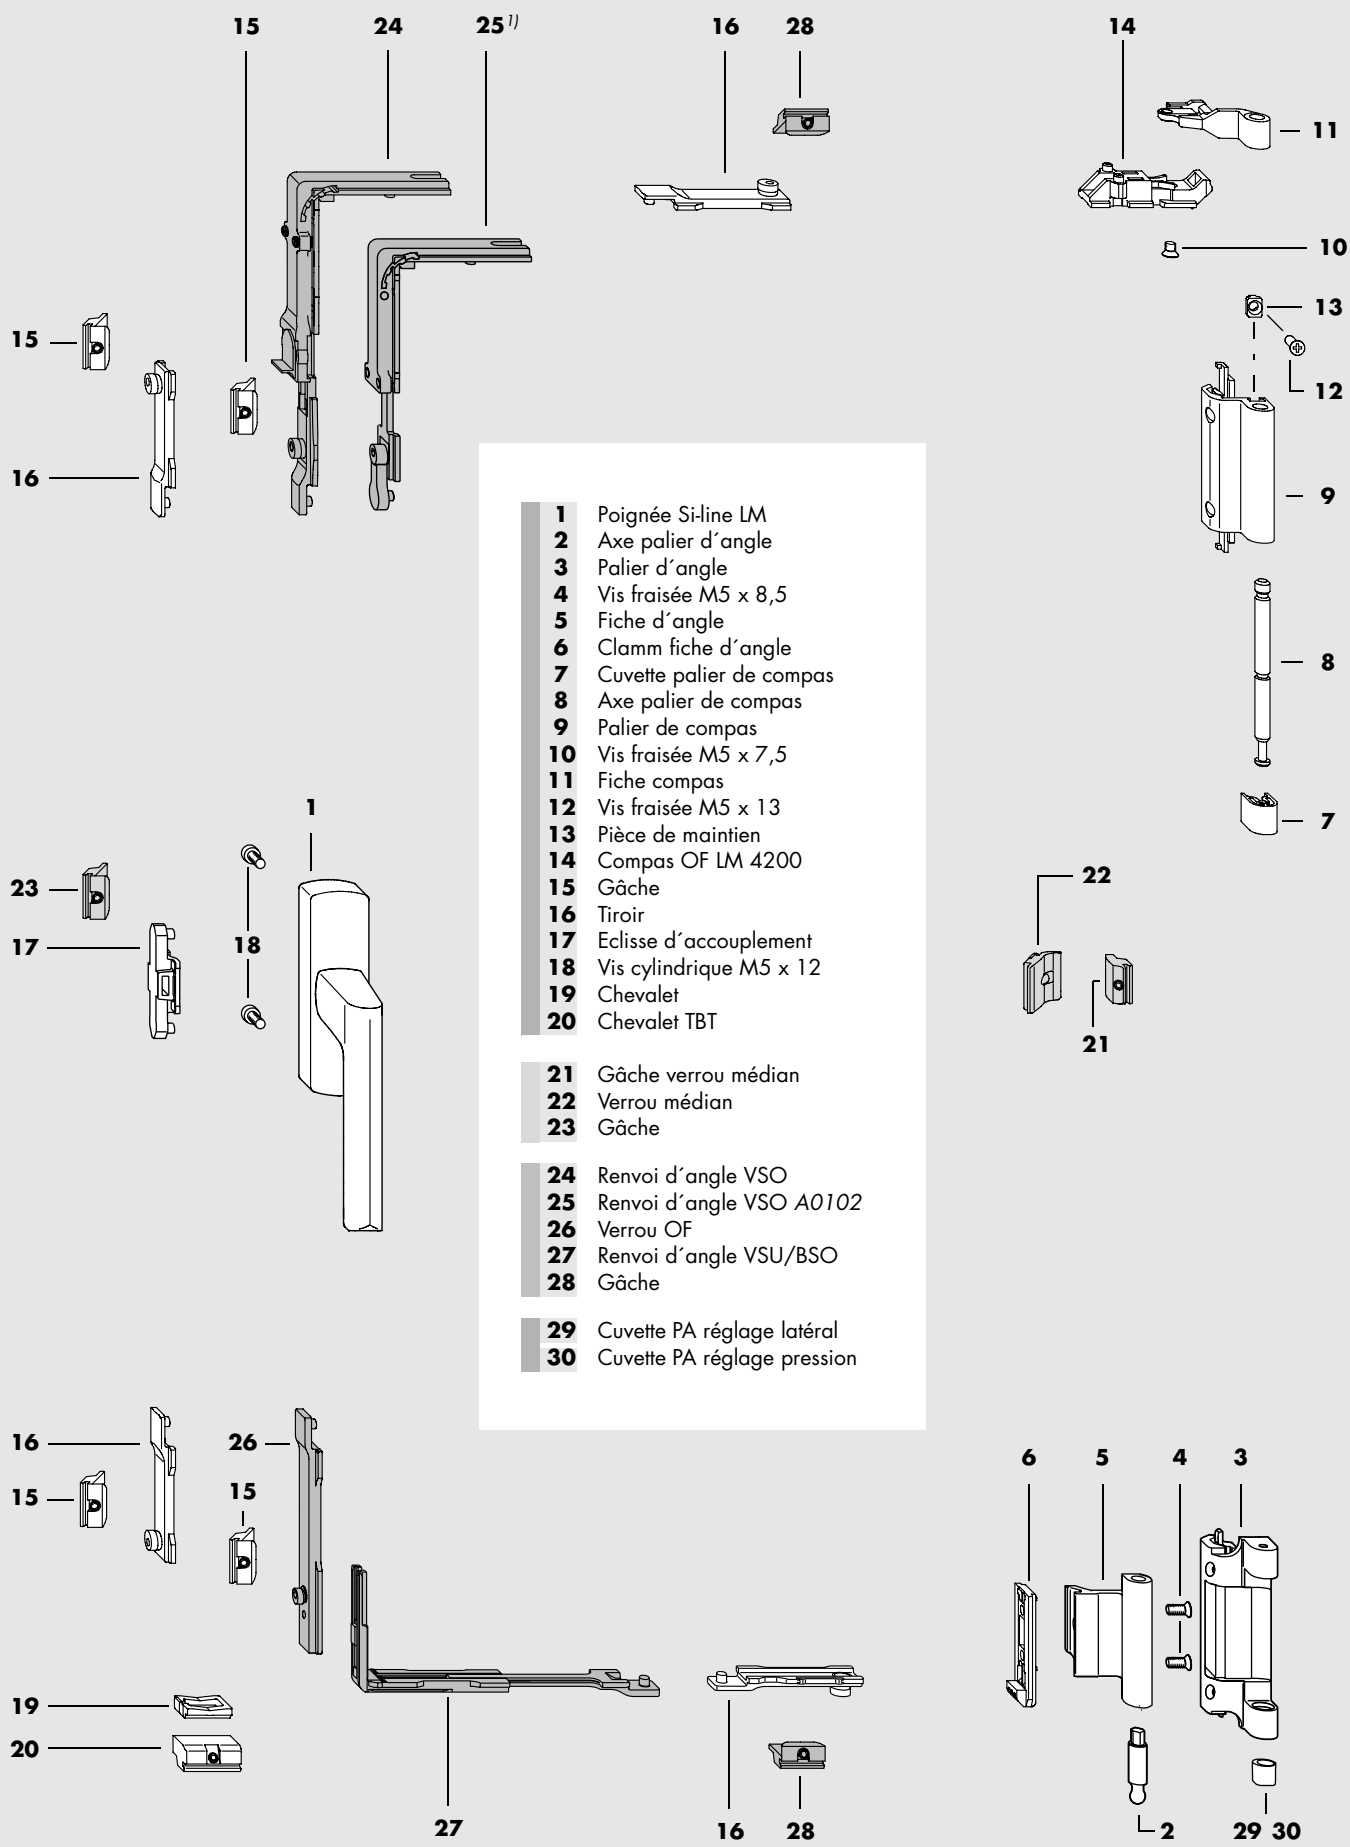 15 24 25 1) 16 28 14
11
10
13
15
12
16
9
8
7
1 Poignée Si-line LM
2 Axe palier d´angle
3 Palier d´angle
4 Vis fraisée M5 x 8,5
5 Fiche d´angle
6 Clamm fiche d´angle
7 Cuvette palier de compas
8 Axe palier de compas
9 Palier de compas
10 Vis fraisée M5 x 7,5
11 Fiche compas
12 Vis fraisée M5 x 13
13 Pièce de maintien
14 Compas OF LM 4200
15 Gâche
16 Tiroir
17 Eclisse d´accouplement
18 Vis cylindrique M5 x 12
19 Chevalet
20 Chevalet TBT
21 Gâche verrou médian
22 Verrou médian
23 Gâche
24 Renvoi d´angle VSO
25 Renvoi d´angle VSO A0102
26 Verrou OF
27 Renvoi d´angle VSU/BSO
28 Gâche
29 Cuvette PA réglage latéral
30 Cuvette PA réglage pression
1
23 22
17 18
21
16 26
6 5 4 3
15 15
19
20
27 16 28 2 29 30